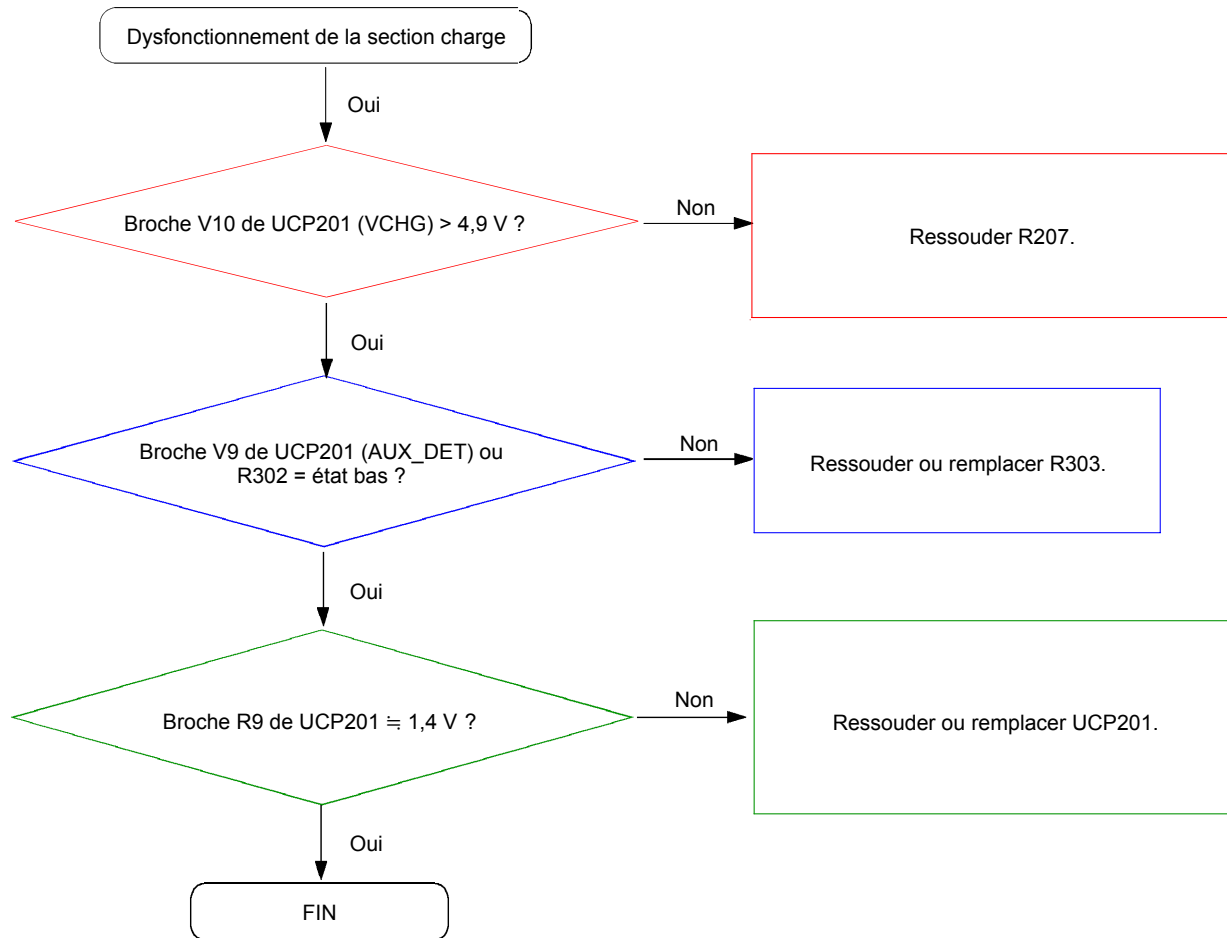 Dysfonctionnement de la section charge
Oui
Broche V10 de UCP201 (VCHG) > 4,9 V ?
Non
Ressouder R207.
Oui
Broche V9 de UCP201 (AUX_DET) ou
R302 = état bas ?
Non
Ressouder ou remplacer R303.
Oui
Broche R9 de UCP201 ≒ 1,4 V ?
Non
Ressouder ou remplacer UCP201.
Oui
FIN